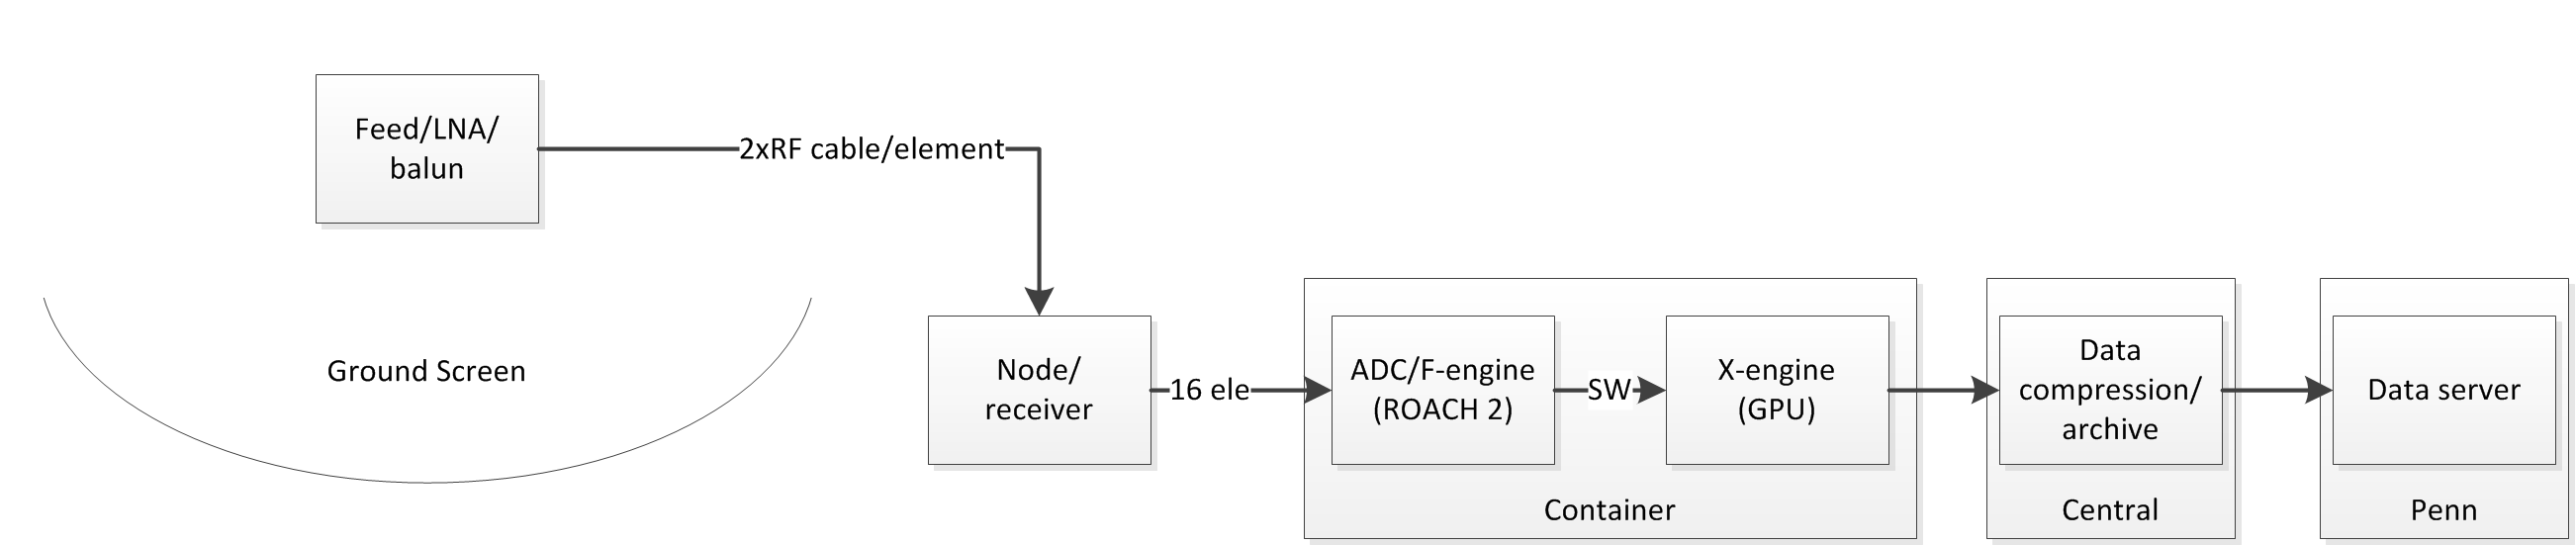 Feed/LNA/
balun
2xRF cable/element
Ground Screen
Node/
receiver
16 ele
ADC/F-engine
(ROACH 2)
SW
X-engine
(GPU)
Container
Data
compression/
archive
Central
Data server
Penn